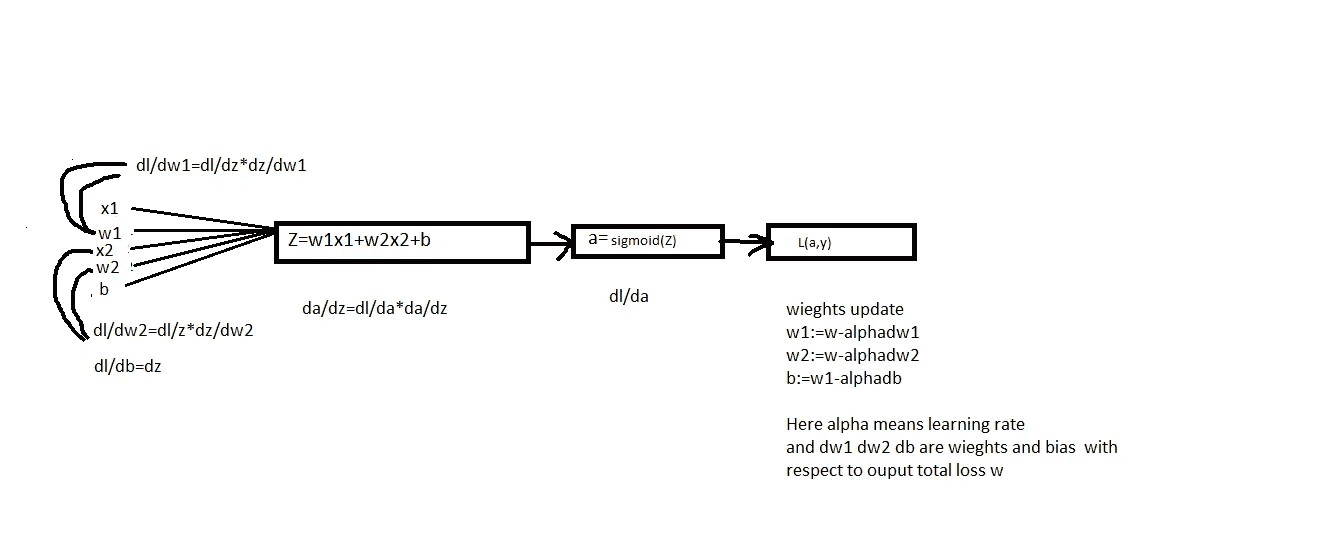 dl/dw1=dl/dz*dz/dw1
x1
w1
x2
w2
b
Z=w1x1+w2x2+b
a= sigmoid(Z)
L(a,y)
dl/dw2=dl/z*dz/dw2
dl/db=dz
da/dz=dl/da*da/dz
dl/da
wieghts update
w1:=w-alphadw1
w2:=w-alphadw2
b:=w1-alphadb
Here alpha means learning rate
and dw1 dw2 db are wieghts and bias with
respect to ouput total loss w